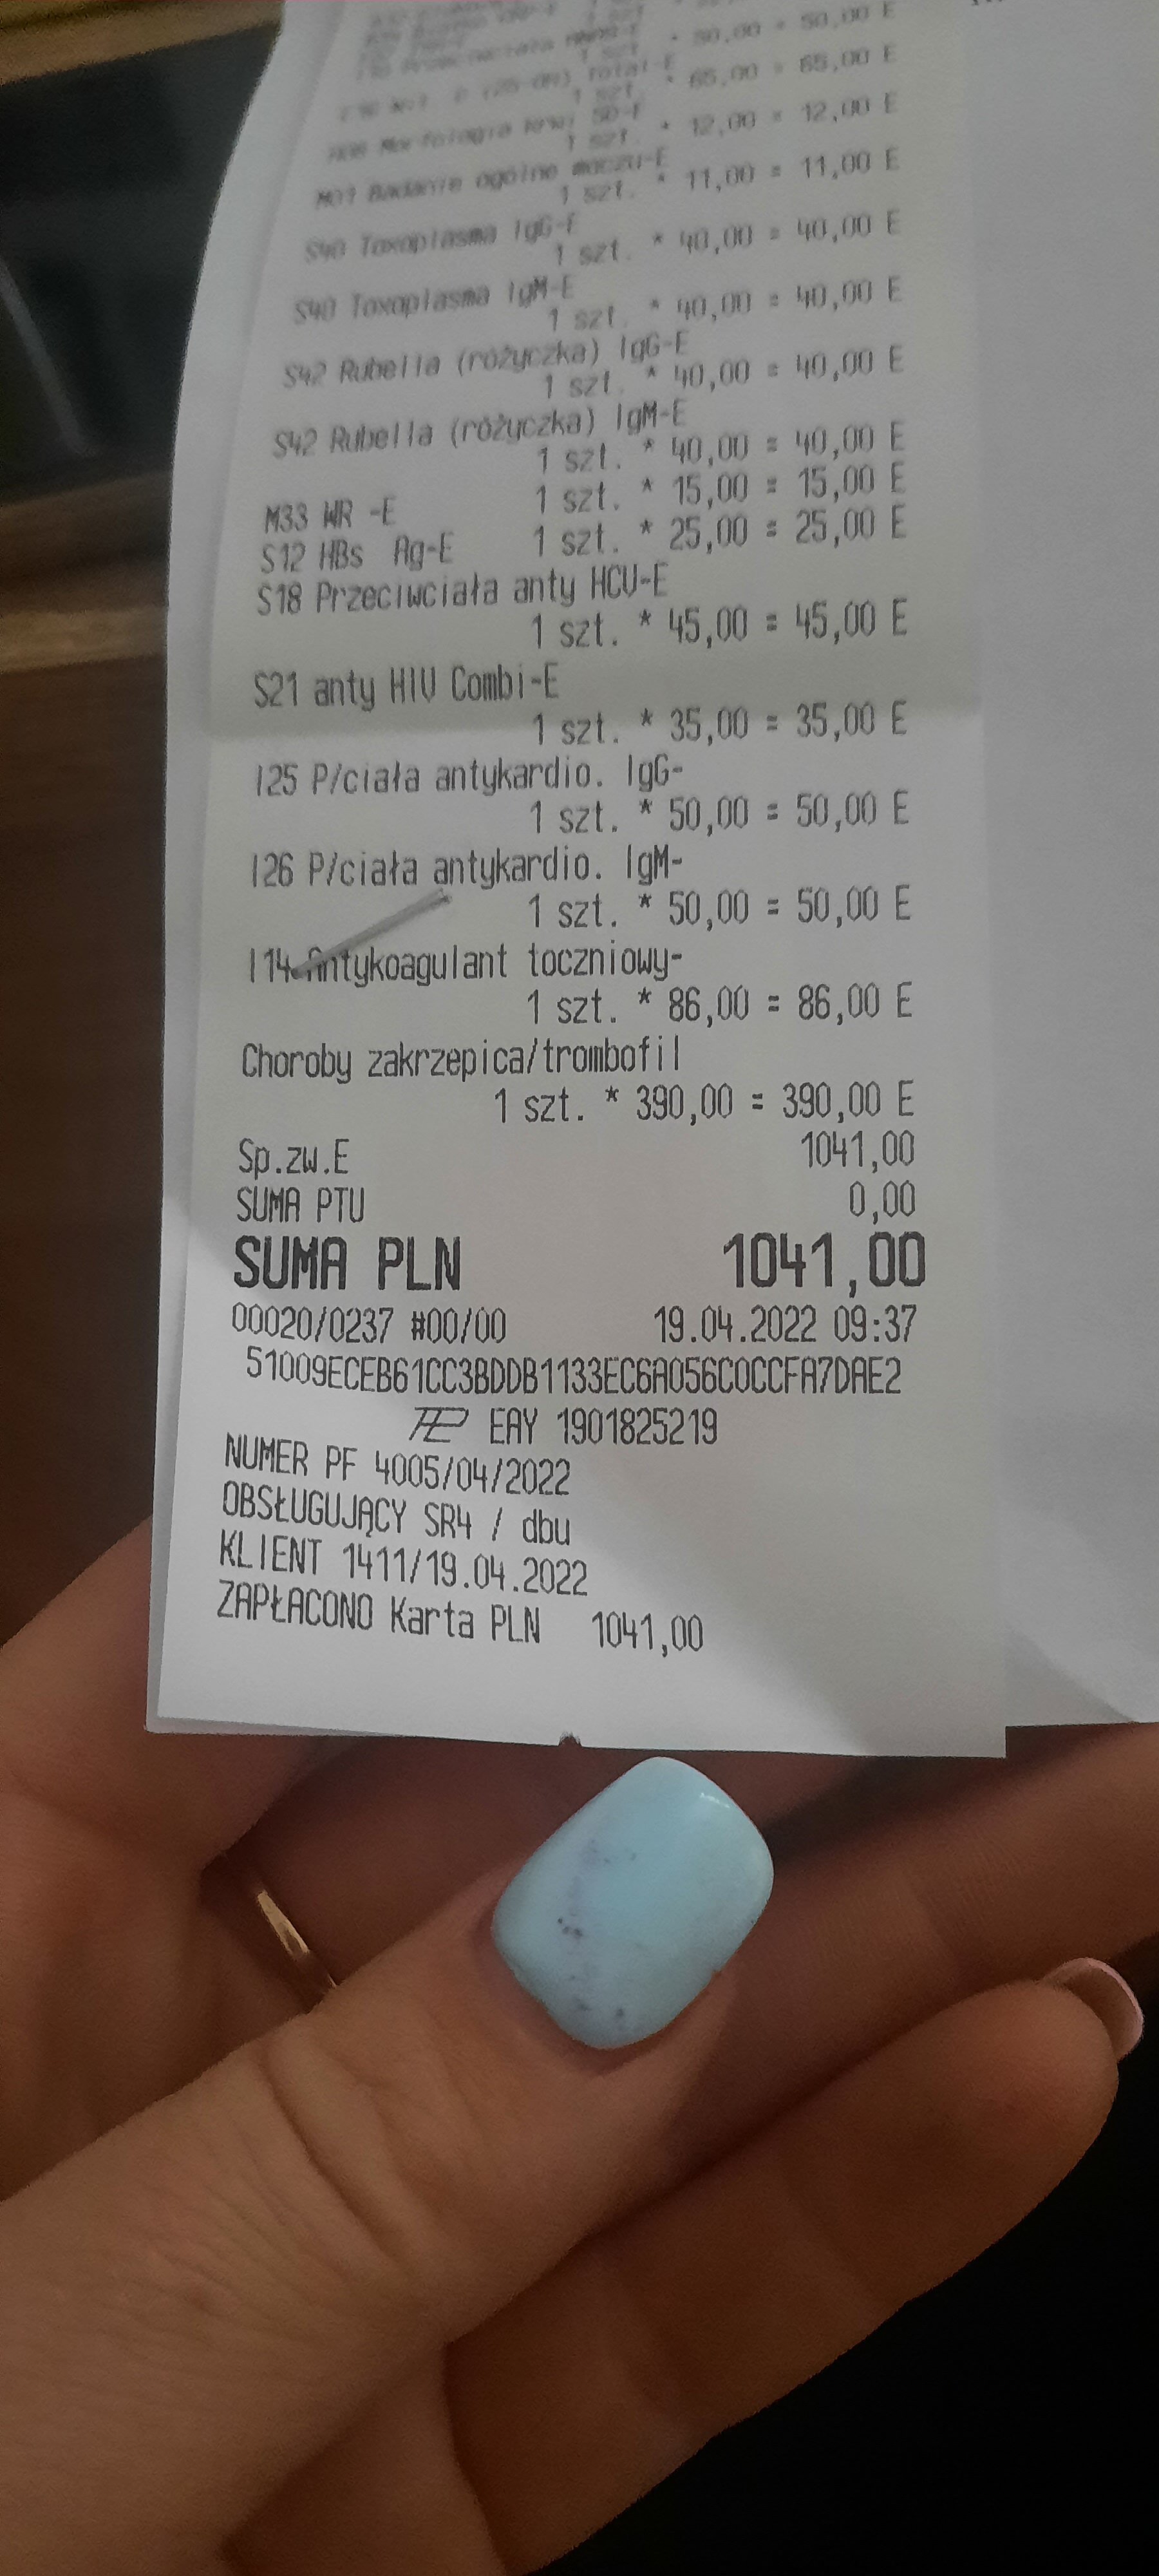 1 szt. * 50,00 = 50,00 E
Total-E
1 szt. * 65,00 = 65,00 E
Morfologia krwi 5D-E
1 szt. * 12,00 = 12,00 E
Badanie ogólne moczu-E
1 szt. * 11,00 = 11,00 E
S40 Toxoplasma IgG-E
1 szt. * 40,00 = 40,00 E
S40 Toxoplasma IgM-E
1 szt. * 40,00 = 40,00 E
S42 Rubella (różyczka) IgG-E
1 szt. * 40,00 = 40,00 E
S42 Rubella (różyczka) IgM-E
1 szt. * 40,00 = 40,00 E
M33 WR -E 1 szt. * 15,00 = 15,00 E
S12 HBs Ag-E 1 szt. * 25,00 = 25,00 E
S18 Przeciwciała anty HCV-E
1 szt. * 45,00 = 45,00 E
S21 anty HIV Combi-E
1 szt. * 35,00 = 35,00 E
I25 P/ciała antykardio. IgG-
1 szt. * 50,00 = 50,00 E
I26 P/ciała antykardio. IgM-
1 szt. * 50,00 = 50,00 E
I14 Antykoagulant toczniowy-
1 szt. * 86,00 = 86,00 E
Choroby zakrzepica/trombofil
1 szt. * 390,00 = 390,00 E
Sp.zw.E 1041,00
SUMA PTU 0,00
SUMA PLN 1041,00
00020/0237 #00/00 19.04.2022 09:37
51009ECEB61CC3BDDB1133EC6A056C0CCFA7DAE2
EAY 1901825219
NUMER PF 4005/04/2022
OBSŁUGUJĄCY SR4 / dbu
KLIENT 1411/19.04.2022
ZAPŁACONO Karta PLN 1041,00